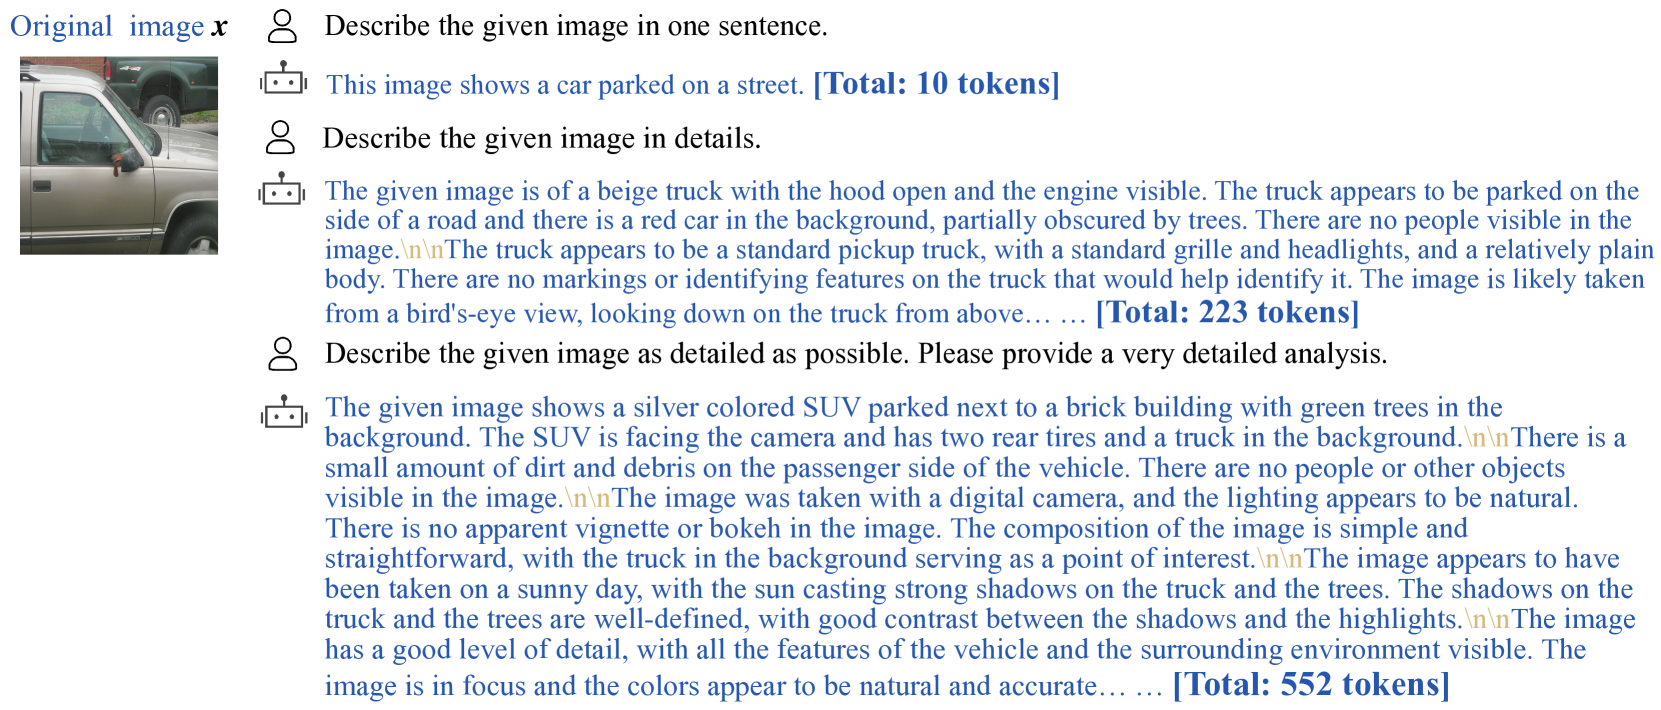 Original image x
Describe the given image in one sentence.
This image shows a car parked on a street. [Total: 10 tokens]
Describe the given image in details.
The given image is of a beige truck with the hood open and the engine visible. The truck appears to be parked on the
side of a road and there is a red car in the background, partially obscured by trees. There are no people visible in the
image.\n\nThe truck appears to be a standard pickup truck, with a standard grille and headlights, and a relatively plain
body. There are no markings or identifying features on the truck that would help identify it. The image is likely taken
from a bird's-eye view, looking down on the truck from above… … [Total: 223 tokens]
Describe the given image as detailed as possible. Please provide a very detailed analysis.
The given image shows a silver colored SUV parked next to a brick building with green trees in the
background. The SUV is facing the camera and has two rear tires and a truck in the background.\n\nThere is a
small amount of dirt and debris on the passenger side of the vehicle. There are no people or other objects
visible in the image.\n\nThe image was taken with a digital camera, and the lighting appears to be natural.
There is no apparent vignette or bokeh in the image. The composition of the image is simple and
straightforward, with the truck in the background serving as a point of interest.\n\nThe image appears to have
been taken on a sunny day, with the sun casting strong shadows on the truck and the trees. The shadows on the
truck and the trees are well-defined, with good contrast between the shadows and the highlights.\n\nThe image
has a good level of detail, with all the features of the vehicle and the surrounding environment visible. The
image is in focus and the colors appear to be natural and accurate… … [Total: 552 tokens]